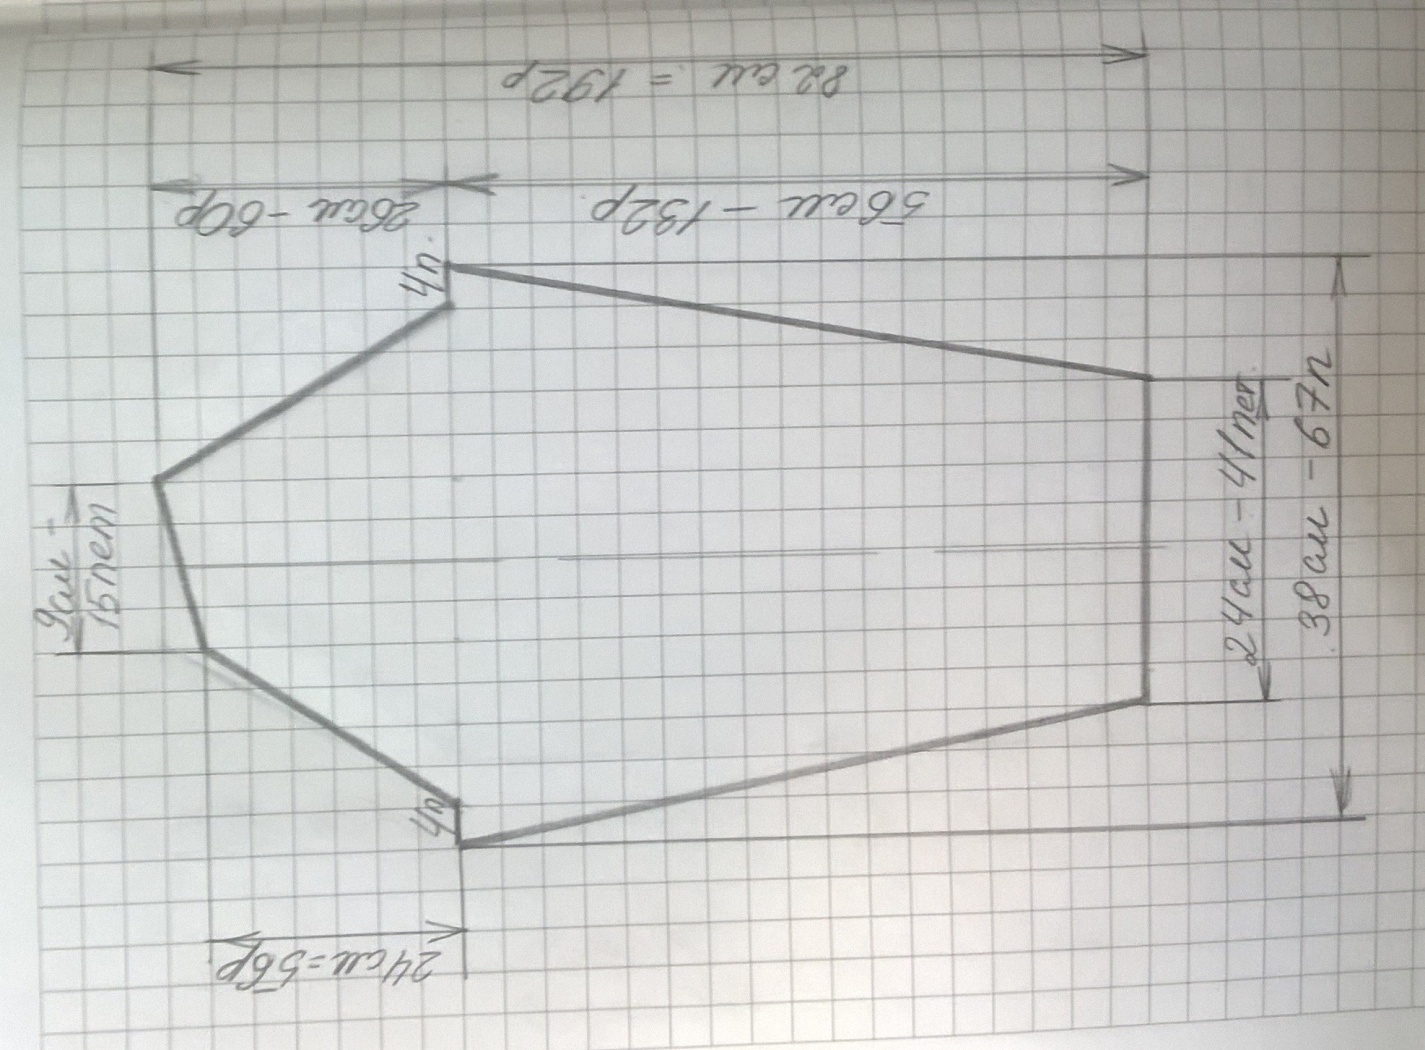 82 см = 192р
26см - 60р
56см - 132р
4п.
9см -
15пет
24см - 41пет.
38см - 67п
4п
24см = 56р